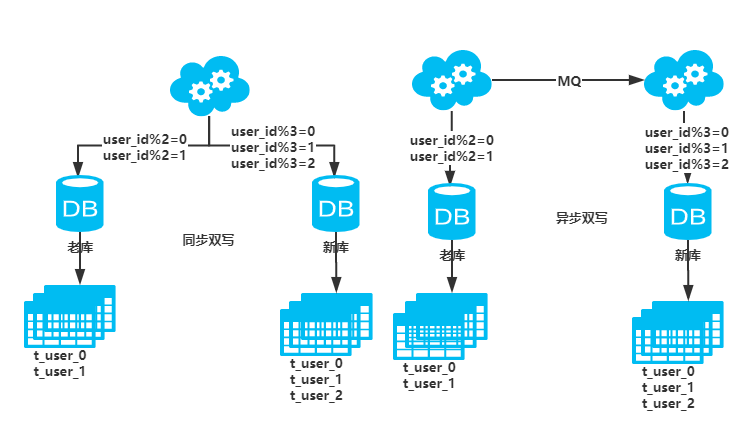 user_id%2=0
user_id%2=1
user_id%3=0
user_id%3=1
user_id%3=2
DB
DB
老库
同步双写
新库
t_user_0
t_user_1
t_user_0
t_user_1
t_user_2
MQ
user_id%2=0
user_id%2=1
user_id%3=0
user_id%3=1
user_id%3=2
DB
DB
老库
异步双写
新库
t_user_0
t_user_1
t_user_0
t_user_1
t_user_2